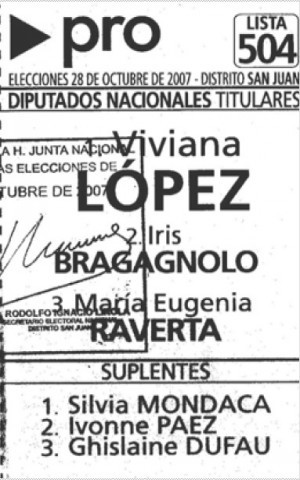 pro
LISTA
504
ELECCIONES 28 DE OCTUBRE DE 2007 - DISTRITO SAN JUAN
DIPUTADOS NACIONALES TITULARES
A H. JUNTA NACIONAL
AS ELECCIONES DE
TUBRE DE 2007
1. Viviana
LÓPEZ
2. Iris
BRAGAGNOLO
3. María Eugenia
RAVERTA
RODOLFO IGNACIO
SECRETARIO ELECTORAL
DISTRITO SAN JUAN
SUPLENTES
1. Silvia MONDACA
2. Ivonne PAEZ
3. Ghislaine DUFAU